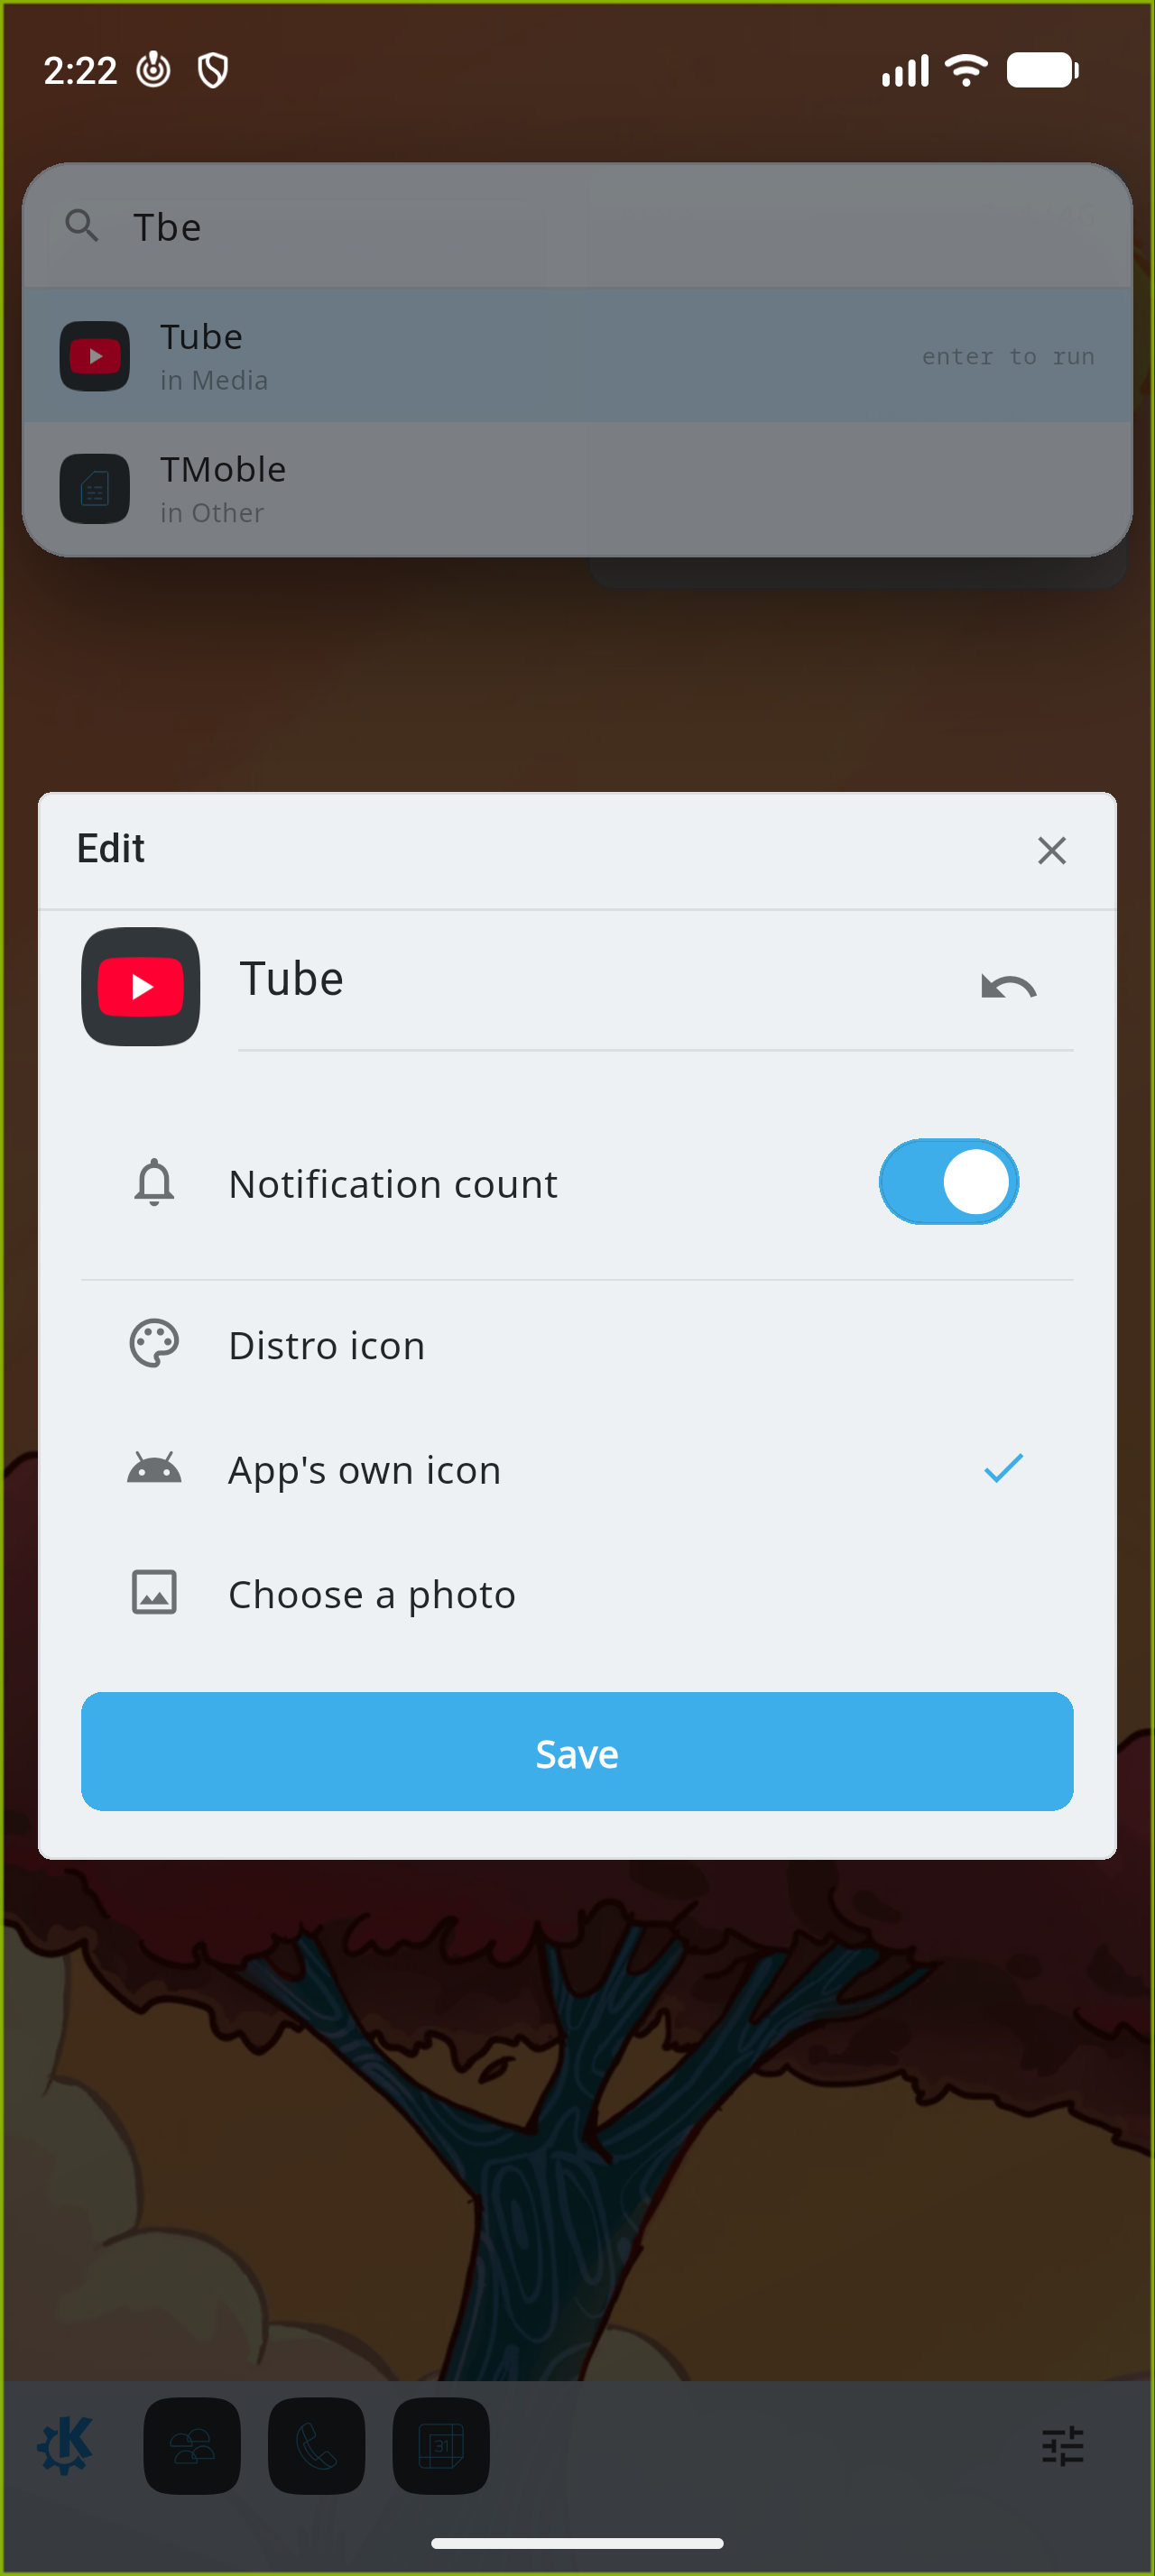 2:22
Tbe
Tube
in Media
enter to run
TMoble
in Other
Edit
Tube
Notification count
Distro icon
App's own icon
Choose a photo
Save
31